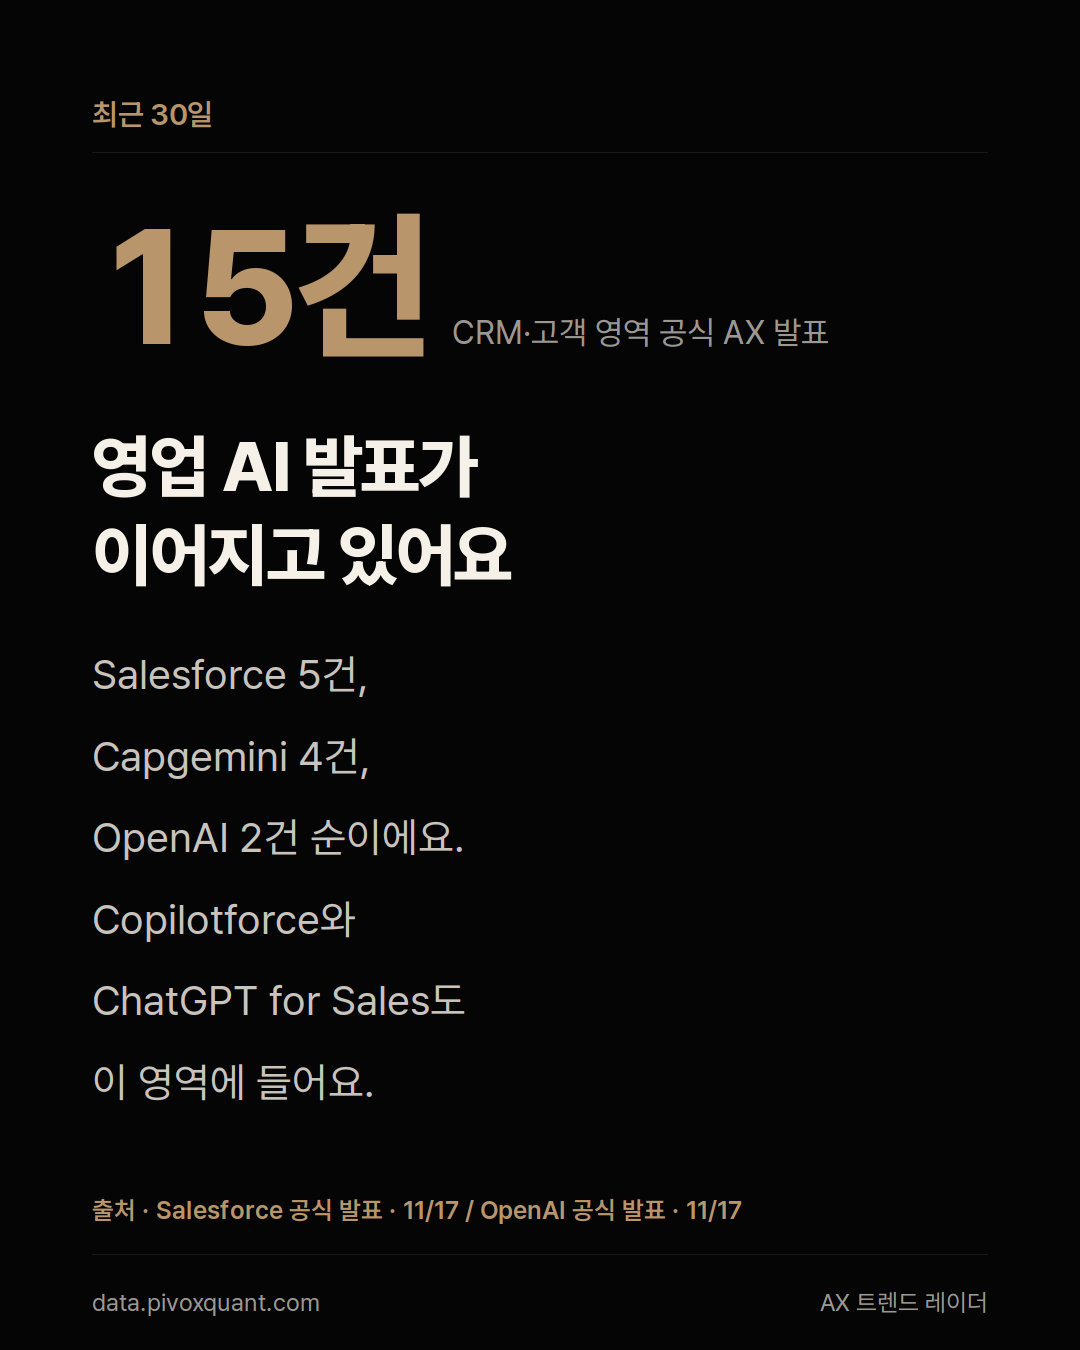 최근 30일
15건 CRM·고객 영역 공식 AX 발표
영업 AI 발표가
이어지고 있어요
Salesforce 5건,
Capgemini 4건,
OpenAI 2건 순이에요.
Copilotforce와
ChatGPT for Sales도
이 영역에 들어요.
출처 · Salesforce 공식 발표 · 11/17 / OpenAI 공식 발표 · 11/17
data.pivoxquant.com
AX 트렌드 레이더